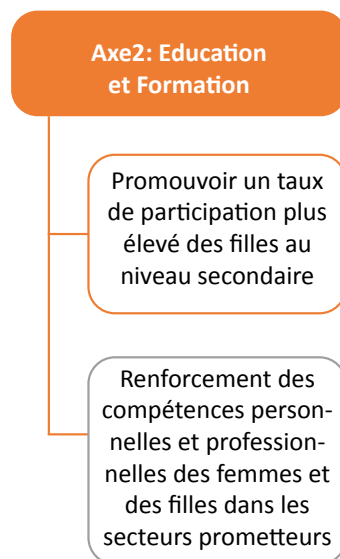 Axe2: Education
et Formation
Promouvoir un taux
de participation plus
élevé des filles au
niveau secondaire
Renforcement des
compétences person-
nelles et profession-
nelles des femmes et
des filles dans les
secteurs prometteurs